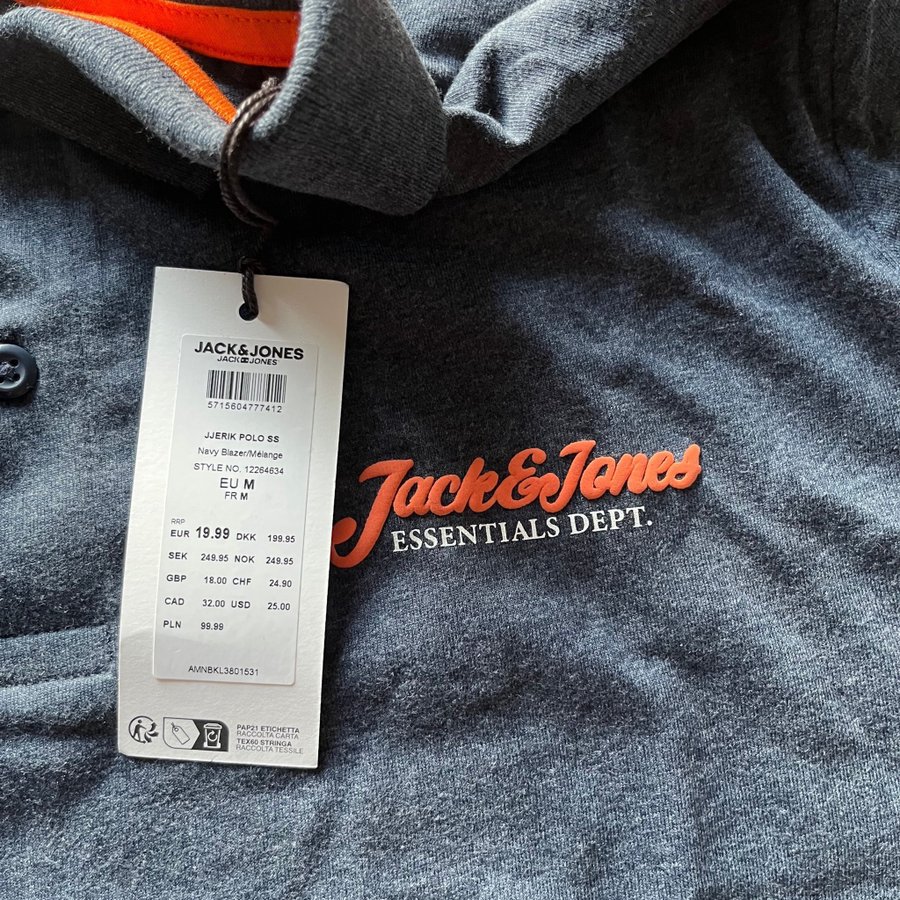 JACK&JONES
JACK&JONES
5715604777412
JJERIK POLO SS
Navy Blazer/Mélange
STYLE NO. 12264634
EU M
FR M
RRP
EUR 19.99 DKK 199.95
SEK 249.95 NOK 249.95
GBP 18.00 CHF 24.90
CAD 32.00 USD 25.00
PLN 99.99
AMNBKL3801531
PAP21 ETICHETTA
RACCOLTA CARTA
TEX60 STRINGA
RACCOLTA TESSILE
Jack&Jones
ESSENTIALS DEPT.